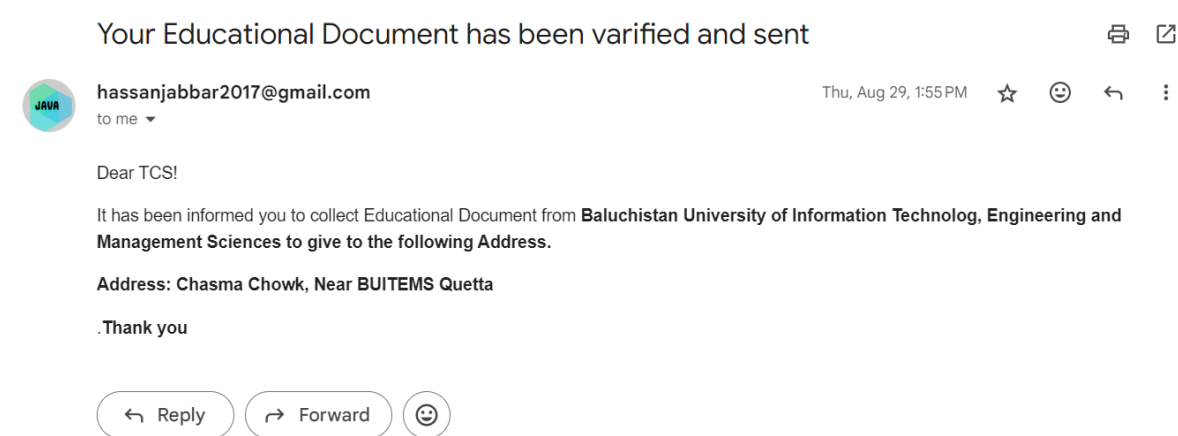 Your Educational Document has been varified and sent
hassanjabbar2017@gmail.com
Thu, Aug 29, 1:55 PM
JAVA
to me
Dear TCS!
It has been informed you to collect Educational Document from Baluchistan University of Information Technolog, Engineering and
Management Sciences to give to the following Address.
Address: Chasma Chowk, Near BUITEMS Quetta
.Thank you
Reply
Forward